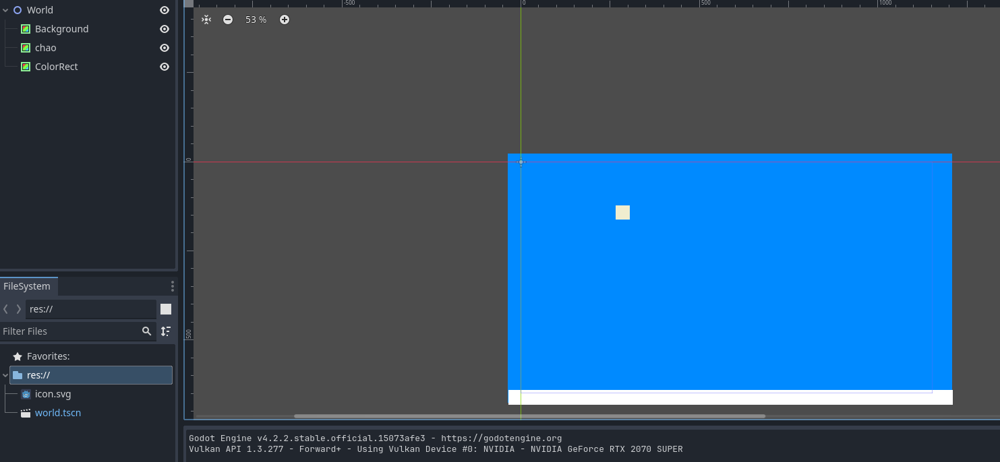 World
Background
chao
ColorRect
FileSystem
res://
Filter Files
Favorites:
res://
icon.svg
world.tscn
-500
0
500
1000
53 %
0
500
Godot Engine v4.2.2.stable.official.15073afe3 - https://godotengine.org
Vulkan API 1.3.277 - Forward+ - Using Vulkan Device #0: NVIDIA - NVIDIA GeForce RTX 2070 SUPER